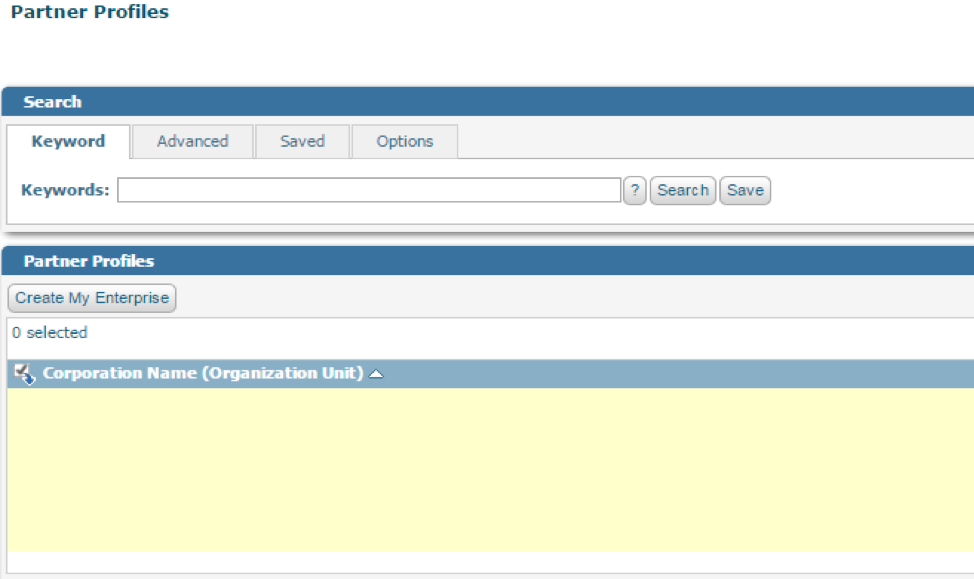 Partner Profiles
Search
Keyword Advanced Saved Options
Keywords: ? Search Save
Partner Profiles
Create My Enterprise
0 selected
Corporation Name (Organization Unit)